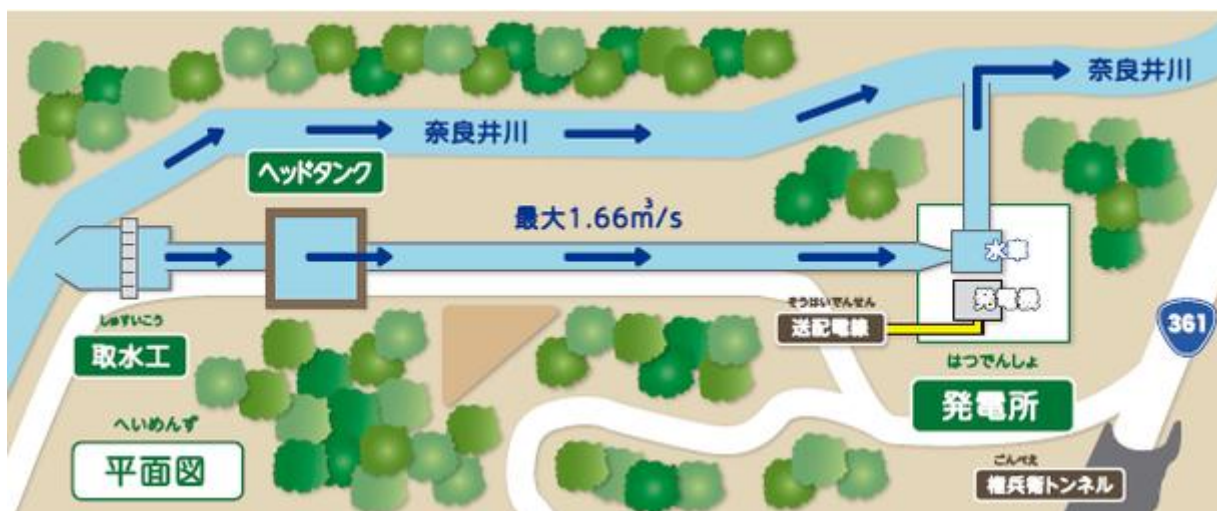 奈良井川
奈良井川
ヘッドタンク
最大1.66㎥/s
水車
発電機
そうはいでんせん
送配電線
361
しゅすいこう
取水工
はつでんしょ
発電所
へいめんず
平面図
ごんべえ
権兵衛トンネル